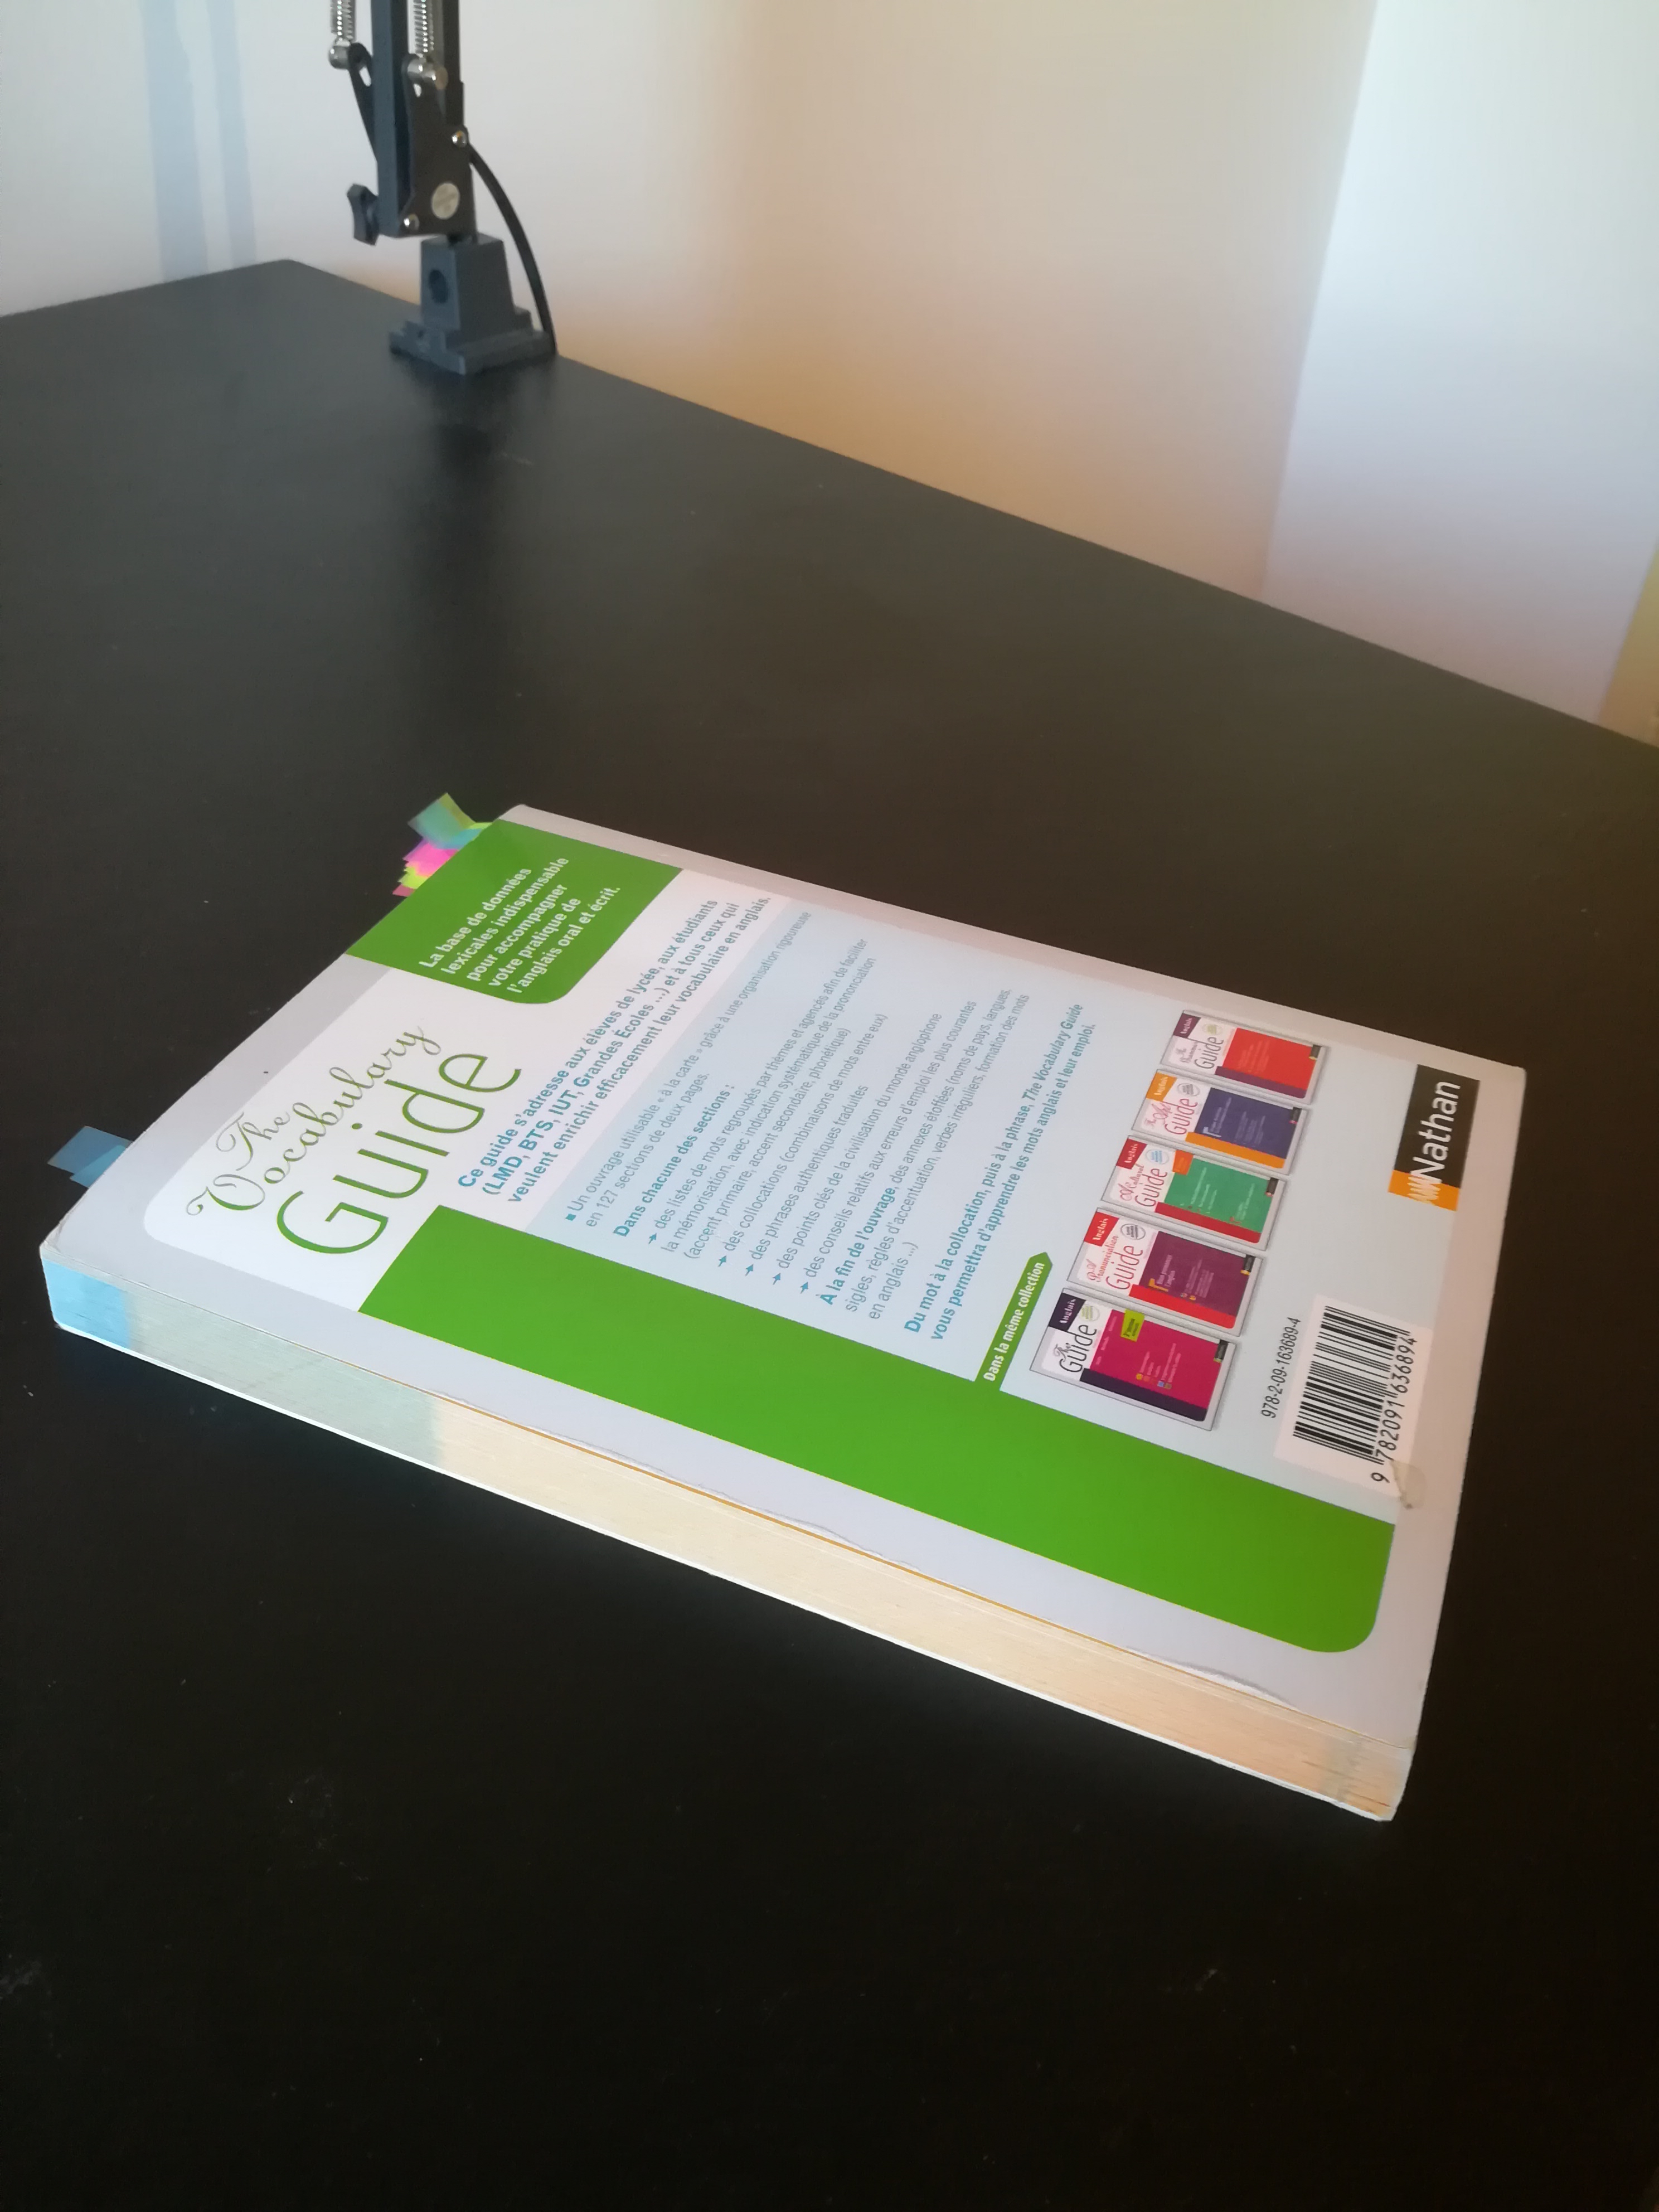 The
Vocabulary
GUIDE
La base de données
lexicales indispensable
pour accompagner
votre pratique de
l'anglais oral et écrit.
Ce guide s'adresse aux élèves de lycée, aux étudiants
(LMD, BTS, IUT, Grandes Écoles ...) et à tous ceux qui
veulent enrichir efficacement leur vocabulaire en anglais.
■ Un ouvrage utilisable « à la carte » grâce à une organisation rigoureuse
en 127 sections de deux pages.
Dans chacune des sections :
➔ des listes de mots regroupés par thèmes et agencés afin de faciliter
la mémorisation, avec indication systématique de la prononciation
(accent primaire, accent secondaire, phonétique)
➔ des collocations (combinaisons de mots entre eux)
➔ des phrases authentiques traduites
➔ des points clés de la civilisation du monde anglophone
➔ des conseils relatifs aux erreurs d'emploi les plus courantes
À la fin de l'ouvrage, des annexes étoffées (noms de pays, langues,
sigles, règles d'accentuation, verbes irréguliers, formation des mots
en anglais ...)
Du mot à la collocation, puis à la phrase, The Vocabulary Guide
vous permettra d'apprendre les mots anglais et leur emploi.
Dans la même collection
Anglais
The
GUIDE
Anglais
Pronunciation
GUIDE
Anglais
Cultural
GUIDE
Anglais
GUIDE
Anglais
GUIDE
978-2-09-163689-4
9 782091 636894
Nathan